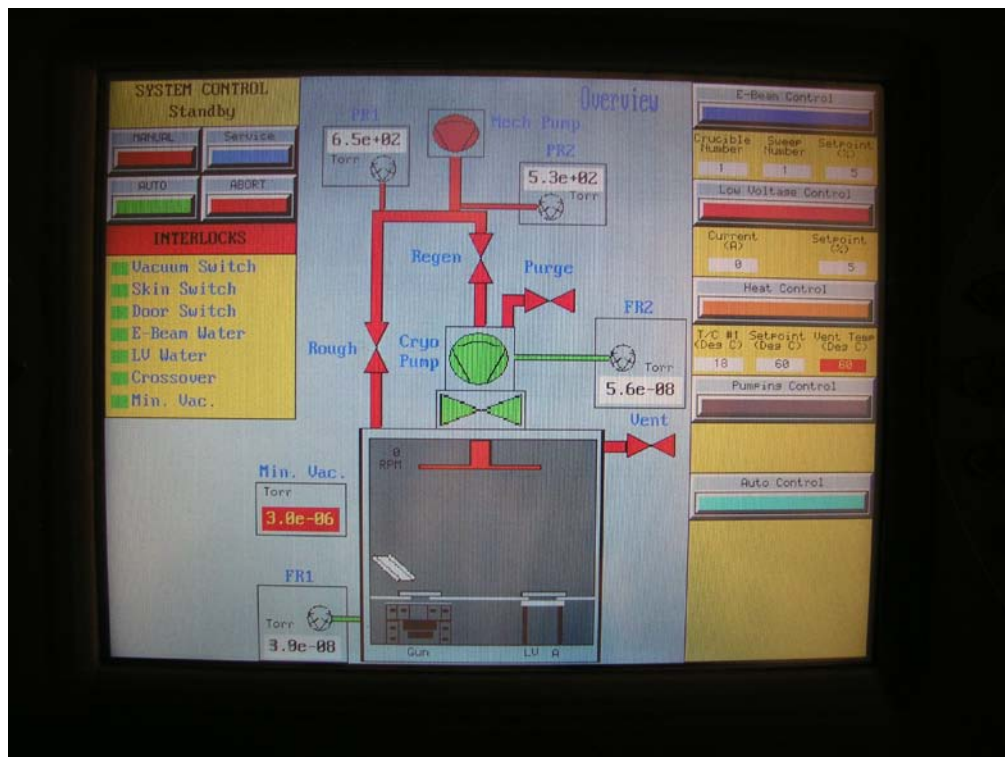 SYSTEM CONTROL
Standby
MANUAL
Service
AUTO
ABORT
INTERLOCKS
Vacuum Switch
Skin Switch
Door Switch
E-Beam Water
LV Water
Crossover
Min. Vac.
Overview
PR1
6.5e+02
Torr
Mech Pump
PR2
5.3e+02
Torr
Regen
Purge
Rough
Cryo
Pump
FR2
Torr
5.6e-08
Vent
0
RPM
Min. Vac.
Torr
3.0e-06
FR1
Torr
3.9e-08
Gun
LV A
E-Beam Control
Crucible Number
Sweep Number
Setpoint (%)
1
1
5
Low Voltage Control
Current (A)
Setpoint (%)
0
5
Heat Control
T/C #1 (Deg C)
Setpoint (Deg C)
Vent Temp (Deg C)
18
60
60
Pumping Control
Auto Control